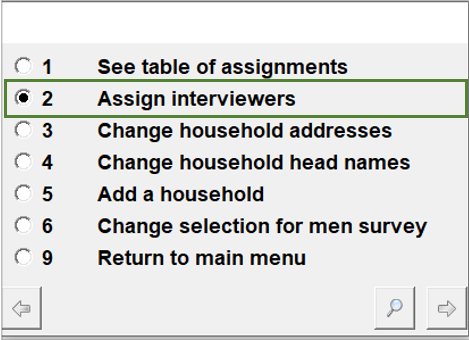 1 See table of assignments
2 Assign interviewers
3 Change household addresses
4 Change household head names
5 Add a household
6 Change selection for men survey
9 Return to main menu